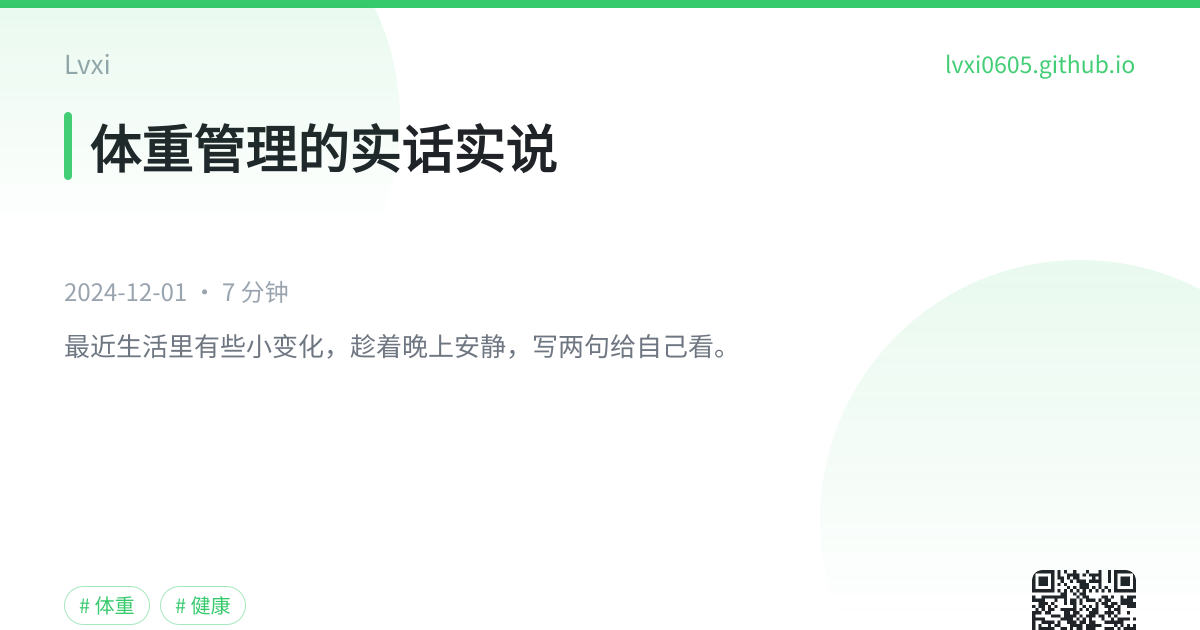 Lvxi
lvxi0605.github.io
体重管理的实话实说
2024-12-01 · 7 分钟
最近生活里有些小变化，趁着晚上安静，写两句给自己看。
# 体重
# 健康